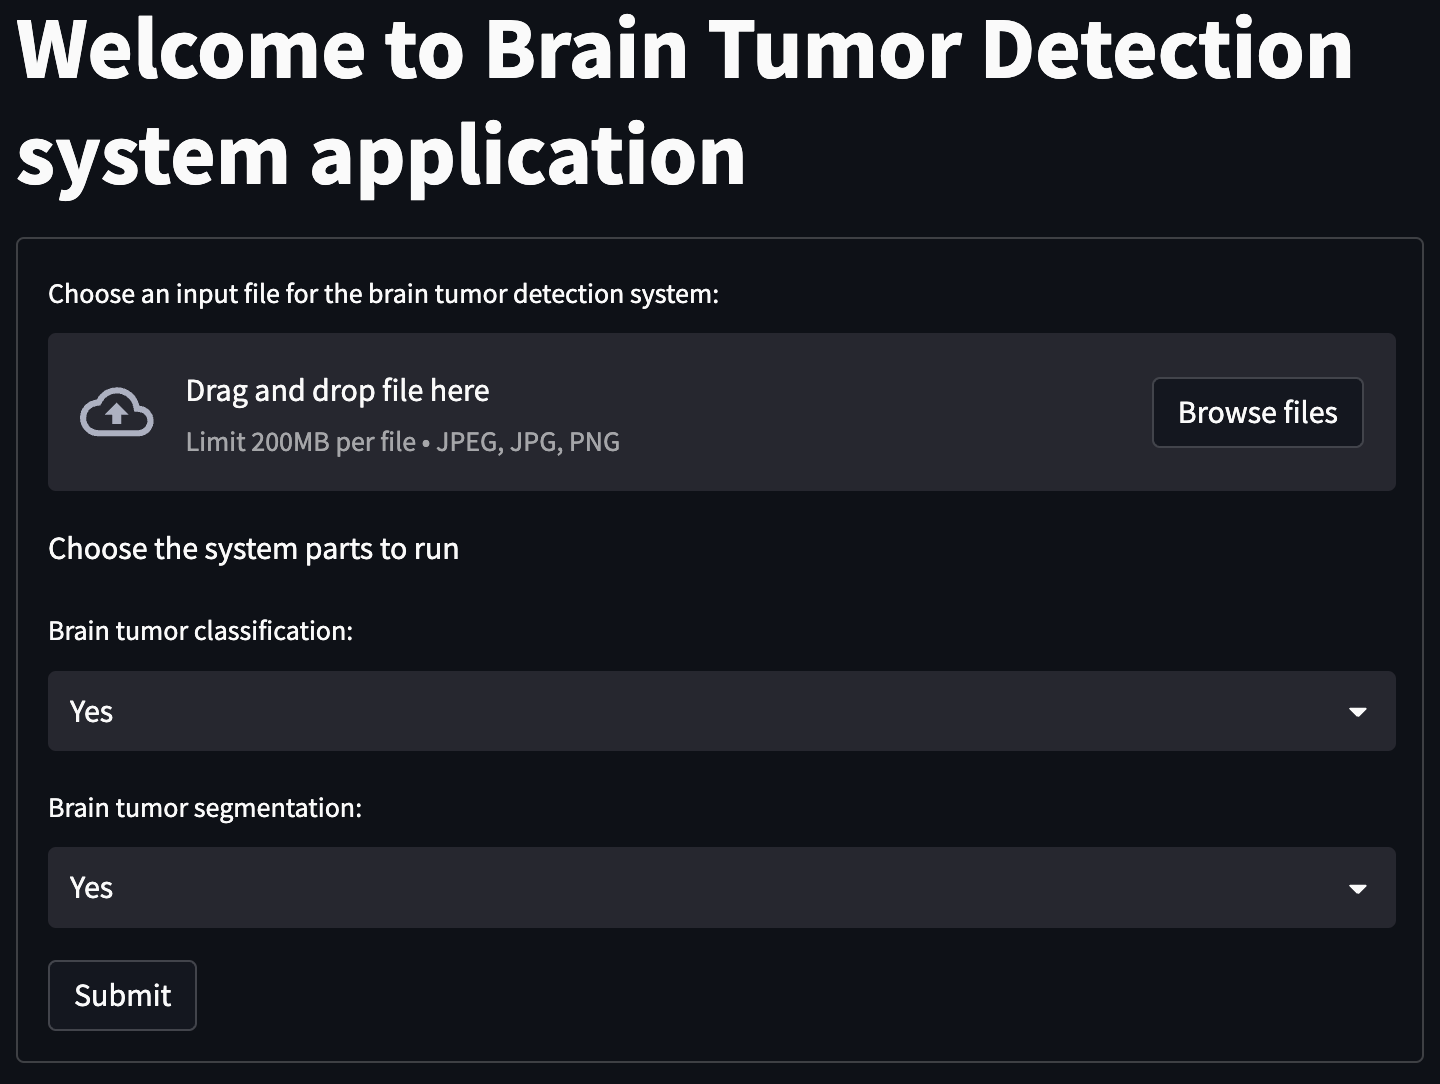 Welcome to Brain Tumor Detection
system application
Choose an input file for the brain tumor detection system:
Drag and drop file here
Limit 200MB per file • JPEG, JPG, PNG
Browse files
Choose the system parts to run
Brain tumor classification:
Yes
Brain tumor segmentation:
Yes
Submit